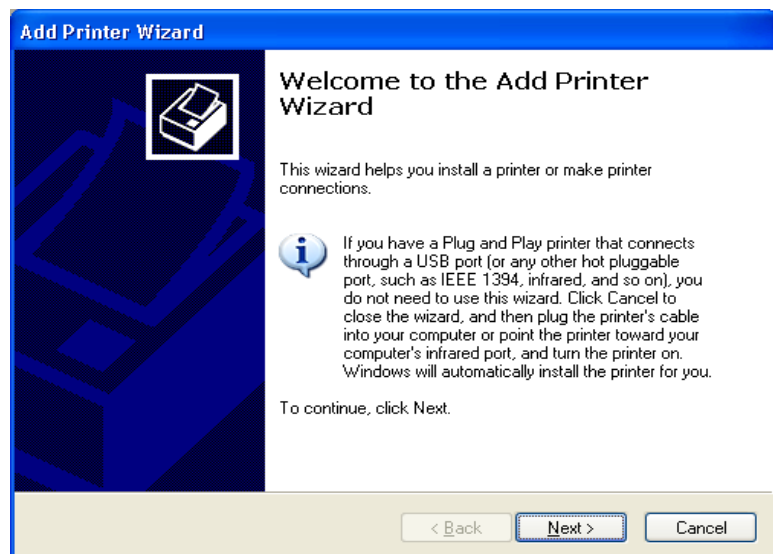 Add Printer Wizard
Welcome to the Add Printer
Wizard
This wizard helps you install a printer or make printer
connections.
If you have a Plug and Play printer that connects
through a USB port (or any other hot pluggable
port, such as IEEE 1394, infrared, and so on), you
do not need to use this wizard. Click Cancel to
close the wizard, and then plug the printer's cable
into your computer or point the printer toward your
computer's infrared port, and turn the printer on.
Windows will automatically install the printer for you.
To continue, click Next.
< Back Next > Cancel